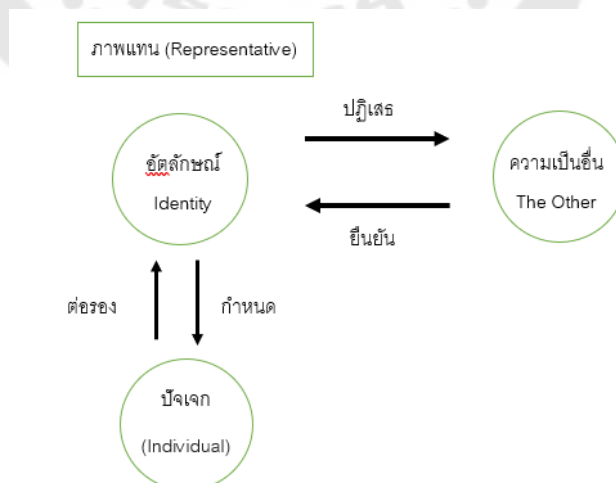 ภาพแทน (Representative)
ปฏิเสธ
อัตลักษณ์
Identity
ความเป็นอื่น
The Other
ยืนยัน
ต่อรอง
กำหนด
ปัจเจก
(Individual)